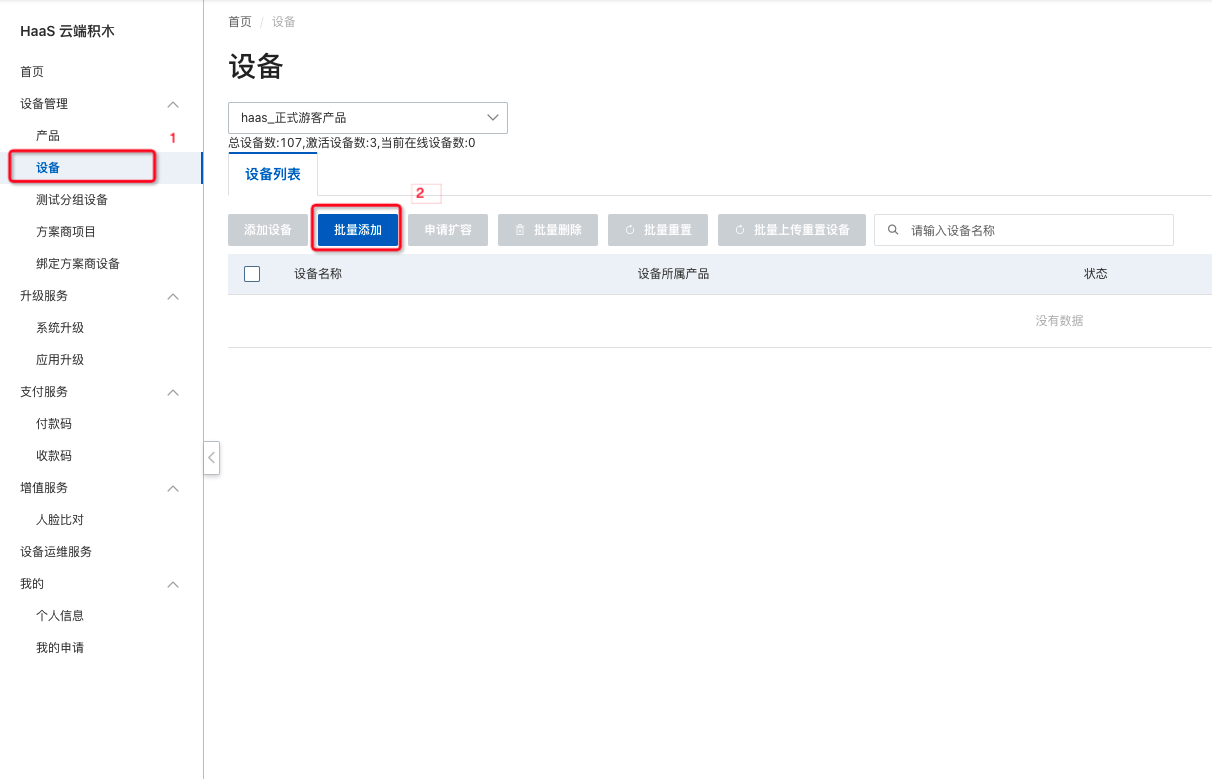 HaaS 云端积木
首页
设备管理
产品
1
设备
测试分组设备
方案商项目
绑定方案商设备
升级服务
系统升级
应用升级
支付服务
付款码
收款码
增值服务
人脸比对
设备运维服务
我的
个人信息
我的申请
首页 / 设备
设备
haas_正式游客产品
总设备数:107,激活设备数:3,当前在线设备数:0
设备列表
2
添加设备 批量添加 申请扩容 批量删除 批量重置 批量上传重置设备 请输入设备名称
设备名称 设备所属产品 状态
没有数据